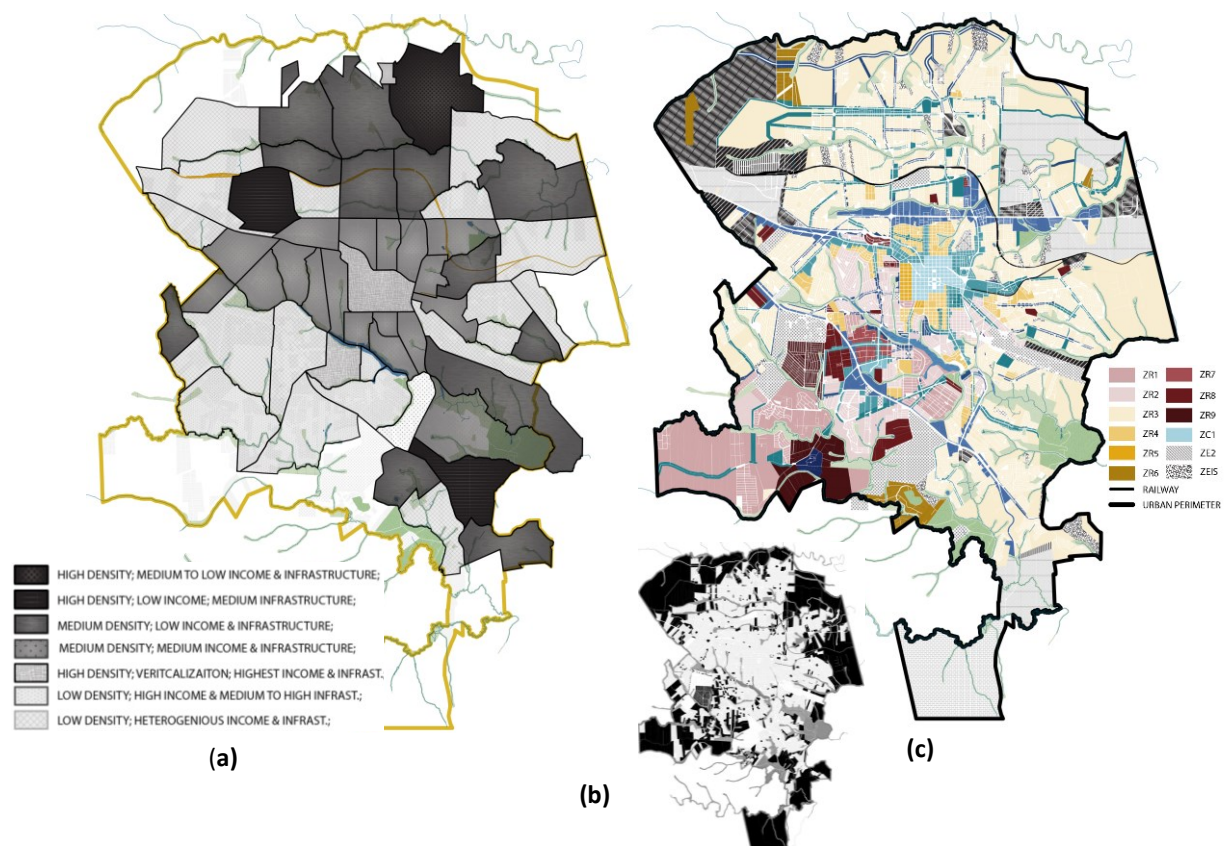 HIGH DENSITY; MEDIUM TO LOW INCOME & INFRASTRUCTURE;
HIGH DENSITY; LOW INCOME; MEDIUM INFRASTRUCTURE;
MEDIUM DENSITY; LOW INCOME & INFRASTRUCTURE;
MEDIUM DENSITY; MEDIUM INCOME & INFRASTRUCTURE;
HIGH DENSITY; VERITCALIZAITON; HIGHEST INCOME & INFRAST.
LOW DENSITY; HIGH INCOME & MEDIUM TO HIGH INFRAST.;
LOW DENSITY; HETEROGENIOUS INCOME & INFRAST.;
(a)
ZR1 ZR7
ZR2 ZR8
ZR3 ZR9
ZR4 ZC1
ZR5 ZE2
ZR6 ZEIS
RAILWAY
URBAN PERIMETER
(c)
(b)